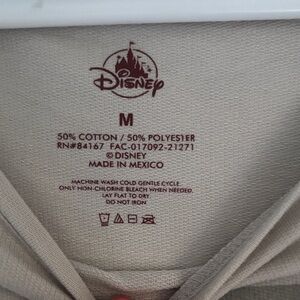 Disney
M
50% COTTON / 50% POLYESTER
RN#84167 FAC-017092-21271
© DISNEY
MADE IN MEXICO
MACHINE WASH COLD GENTLE CYCLE.
ONLY NON-CHLORINE BLEACH WHEN NEEDED.
LAY FLAT TO DRY.
DO NOT IRON